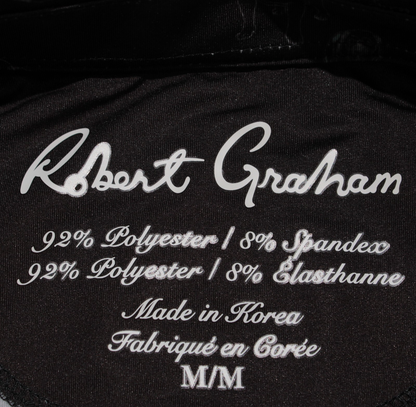 Robert Graham
92% Polyester / 8% Spandex
92% Polyester / 8% Élasthanne
Made in Korea
Fabriqué en Corée
M/M